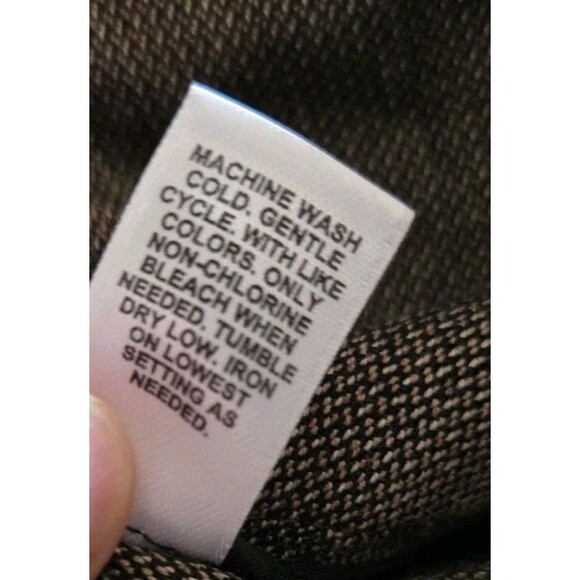 MACHINE WASH
COLD. GENTLE
CYCLE. WITH LIKE
COLORS. ONLY
NON-CHLORINE
BLEACH WHEN
NEEDED. TUMBLE
DRY LOW. IRON
ON LOWEST
SETTING AS
NEEDED.